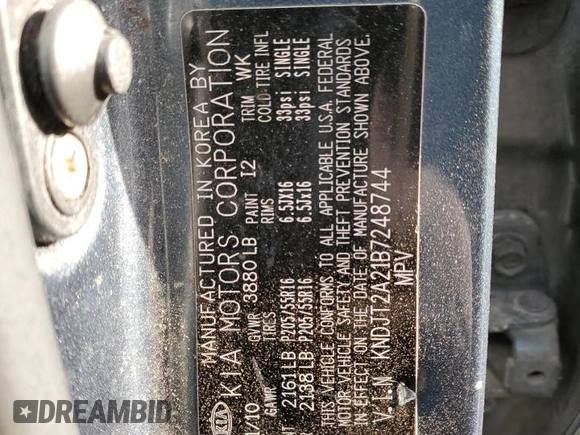 MANUFACTURED IN KOREA BY
KIA KIA MOTORS CORPORATION
1/10 GVWR 3880LB PAINT I2 TRIM WK
GAWR TIRES RIMS COLD TIRE INFL
NT 2161LB P205/55R16 6.5JX16 33psi SINGLE
R 2138LB P205/55R16 6.5JX16 33psi SINGLE
THIS VEHICLE CONFORMS TO ALL APPLICABLE U.S.A. FEDERAL
MOTOR VEHICLE SAFETY AND THEFT PREVENTION STANDARDS
IN EFFECT ON THE DATE OF MANUFACTURE SHOWN ABOVE.
V.I.N KNDJT2A21B7248744
MPV
DREAMBID